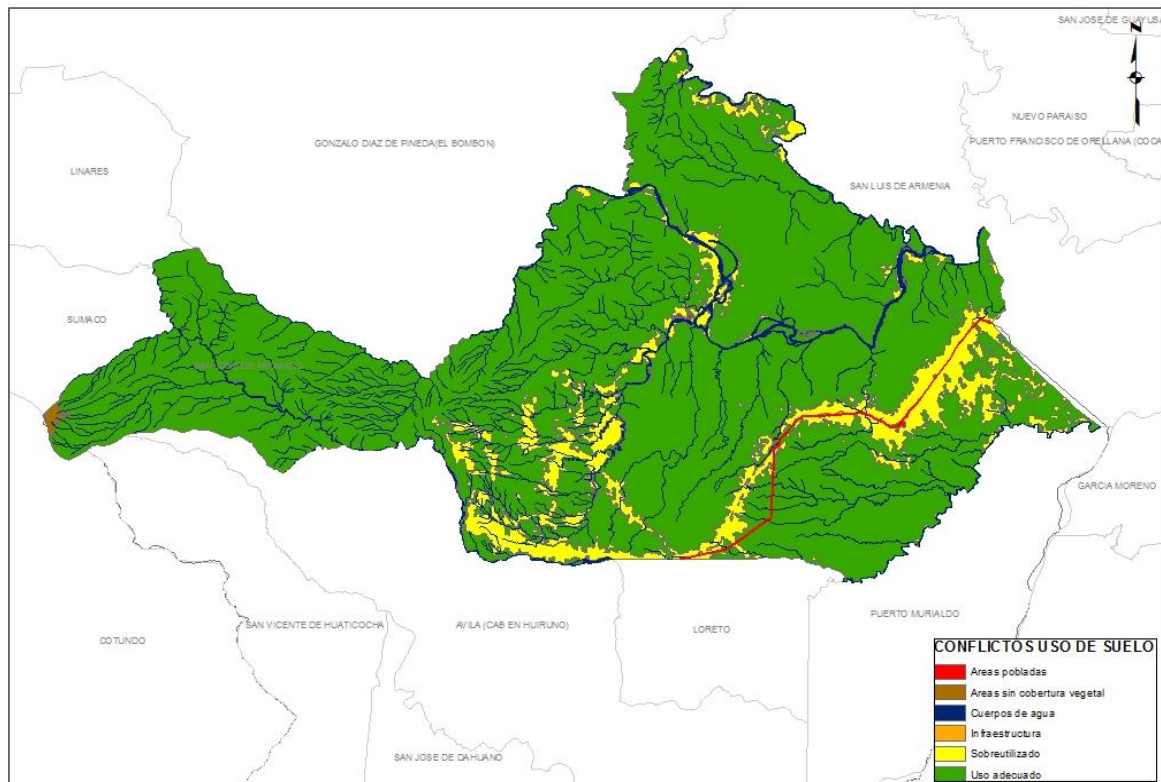 SAN JOSE DE GUAYUSA
N
NUEVO PARAISO
GONZALO DIAZ DE PINEDA(EL BOMBON)
PUERTO FRANCISCO DE ORELLANA (COCA
LINARES
SAN LUIS DE ARMENIA
SUMACO
GARCIA MORENO
PUERTO MURIALDO
SAN VICENTE DE HUATICOCHA
AVILA (CAB EN HUIRUNO)
LORETO
COTUNDO
SAN JOSE DE DAHUANO
CONFLICTOS USO DE SUELO
Areas pobladas
Areas sin cobertura vegetal
Cuerpos de agua
Infraestructura
Sobreutilizado
Uso adecuado